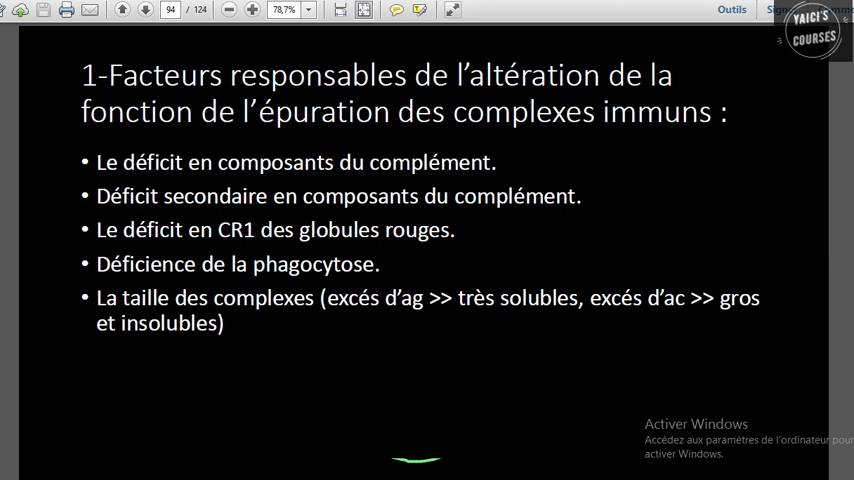 94 / 124
78,7%
Outils
YAICI'S
COURSES
1-Facteurs responsables de l'altération de la
fonction de l'épuration des complexes immuns :
• Le déficit en composants du complément.
• Déficit secondaire en composants du complément.
• Le déficit en CR1 des globules rouges.
• Déficience de la phagocytose.
• La taille des complexes (excés d'ag >> très solubles, excés d'ac >> gros
et insolubles)
Activer Windows
Accédez aux paramètres de l'ordinateur pour
activer Windows.